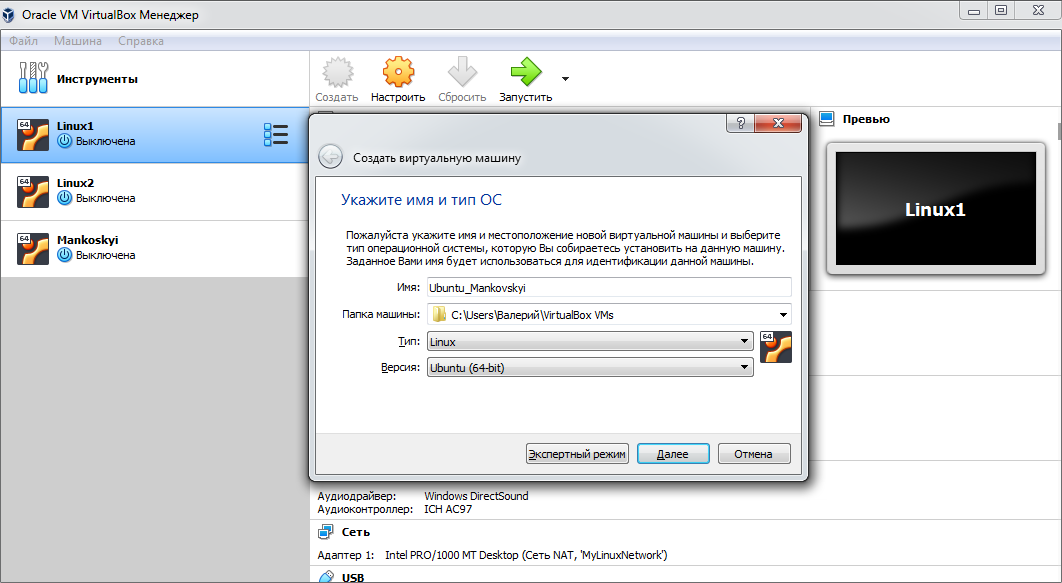 Oracle VM VirtualBox Менеджер
Файл Машина Справка
Инструменты
Создать Настроить Сбросить Запустить
64 Linux1
Выключена
64 Linux2
Выключена
64 Mankoskyi
Выключена
Превью
Linux1
?
Создать виртуальную машину
Укажите имя и тип ОС
Пожалуйста укажите имя и местоположение новой виртуальной машины и выберите
тип операционной системы, которую Вы собираетесь установить на данную машину.
Заданное Вами имя будет использоваться для идентификации данной машины.
Имя: Ubuntu_Mankovskyi
Папка машины: C:\Users\Валерий\VirtualBox VMs
Тип: Linux
64
Версия: Ubuntu (64-bit)
Экспертный режим Далее Отмена
Аудиодрайвер: Windows DirectSound
Аудиоконтроллер: ICH AC97
Сеть
Адаптер 1: Intel PRO/1000 MT Desktop (Сеть NAT, 'MyLinuxNetwork')
USB